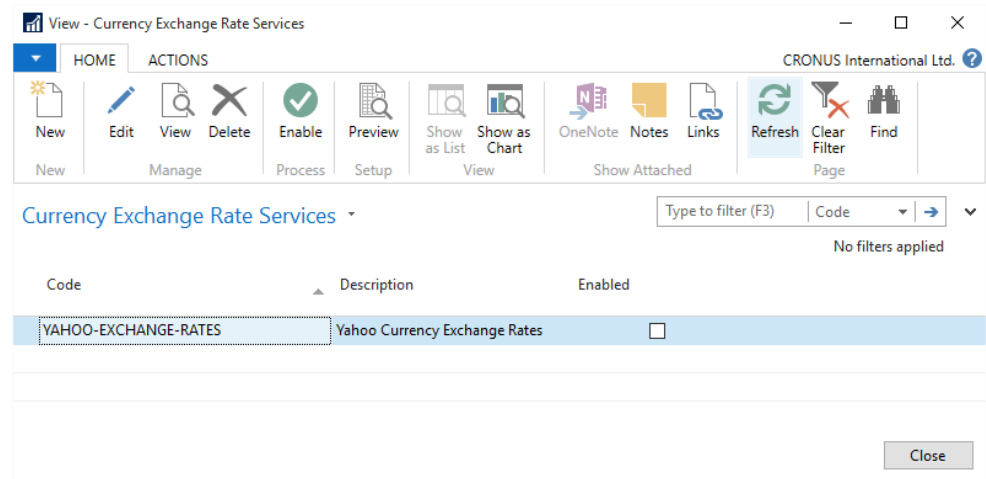 View - Currency Exchange Rate Services
HOME ACTIONS CRONUS International Ltd. ?
New Edit View Delete Enable Preview Show as List Show as Chart OneNote Notes Links Refresh Clear Filter Find
New Manage Process Setup View Show Attached Page
Currency Exchange Rate Services Type to filter (F3) Code
No filters applied
Code Description Enabled
YAHOO-EXCHANGE-RATES Yahoo Currency Exchange Rates
Close